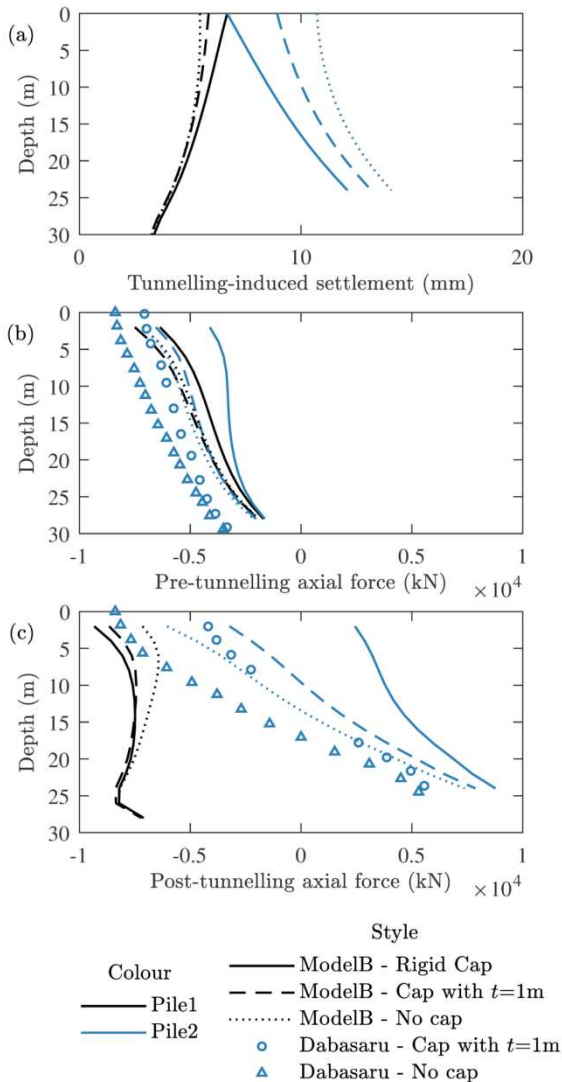 (a)
0
5
10
15
20
25
30
Depth (m)
0 10 20
Tunnelling-induced settlement (mm)
(b)
0
5
10
15
20
25
30
Depth (m)
-1 -0.5 0 0.5 1
Pre-tunnelling axial force (kN) ×10^4
(c)
0
5
10
15
20
25
30
Depth (m)
-1 -0.5 0 0.5 1
Post-tunnelling axial force (kN) ×10^4
Colour
Pile1
Pile2
Style
ModelB - Rigid Cap
ModelB - Cap with t=1m
ModelB - No cap
Dabasaru - Cap with t=1m
Dabasaru - No cap